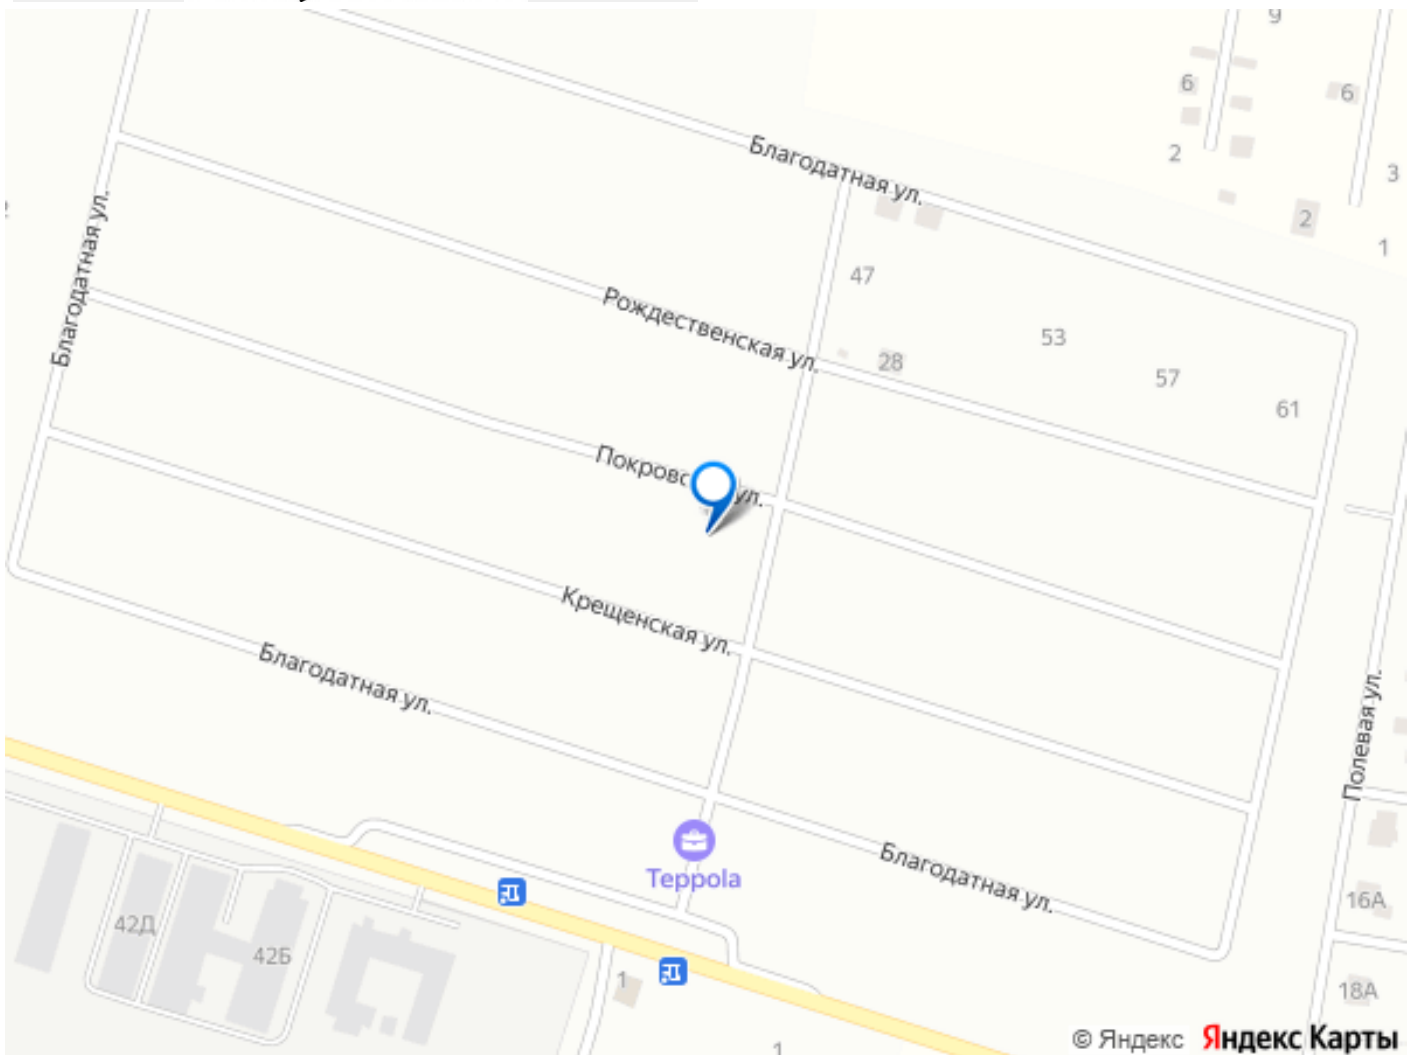 9
6
6
Благодатная ул.
2
3
Благодатная ул.
2
1
47
Рождественская ул.
53
28
57
61
Покровс
ул.
Крещенская ул.
Благодатная ул.
Полевая ул.
Teppola
Благодатная ул.
16А
42Д
42Б
1
18А
1
© Яндекс Яндекс Карты